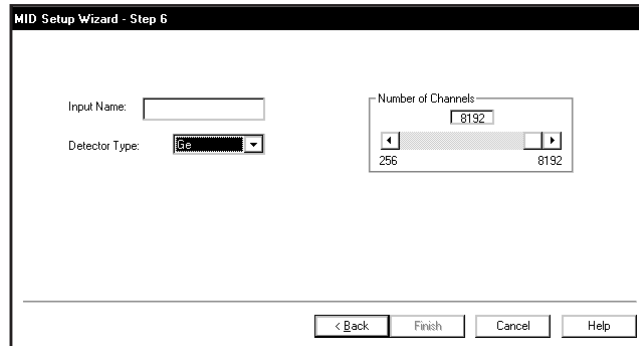 MID Setup Wizard - Step 6
Input Name:
Detector Type: Ge
Number of Channels
8192
256 8192
< Back Finish Cancel Help